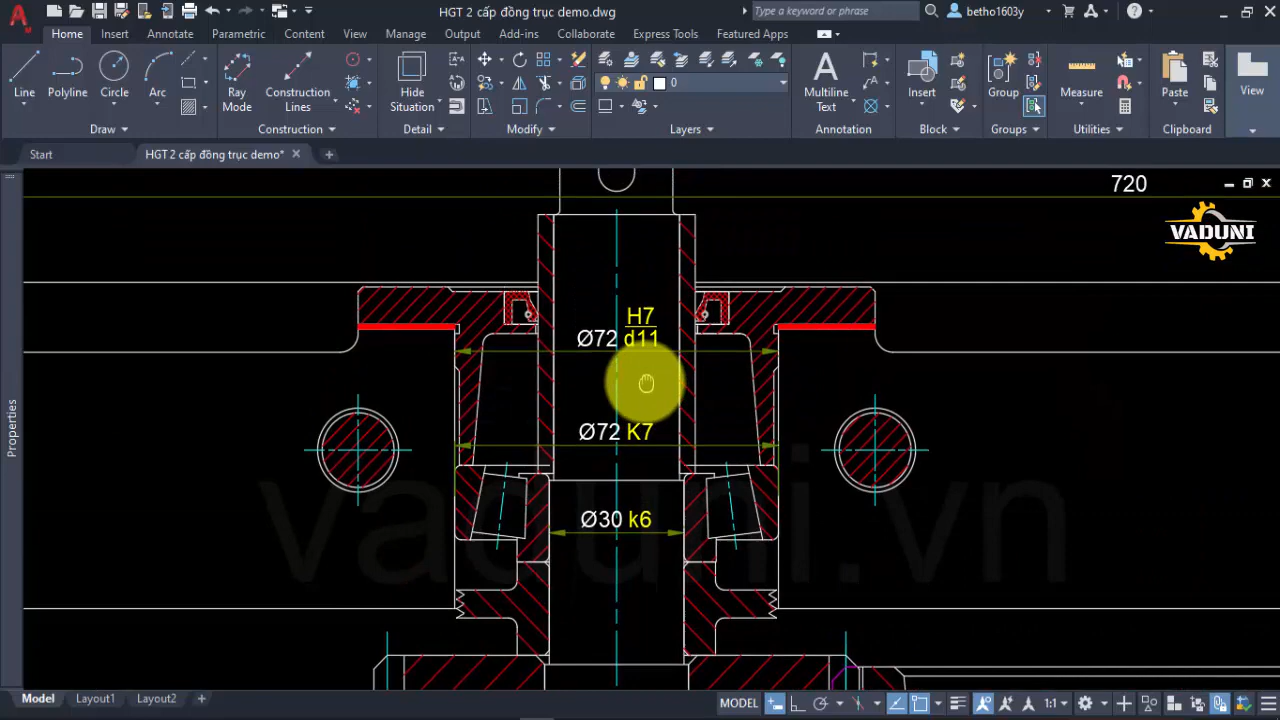 HGT 2 cấp đồng trục demo.dwg
Type a keyword or phrase
betho1603y
Home Insert Annotate Parametric Content View Manage Output Add-ins Collaborate Express Tools Featured Apps
Line Polyline Circle Arc Ray Mode Construction Lines Hide Situation 0 Multiline Text Insert Group Measure Paste View
Draw Construction Detail Modify Layers Annotation Block Groups Utilities Clipboard
Start HGT 2 cấp đồng trục demo*
720
VADUNI
H7
Ø72 d11
Ø72 K7
Ø30 k6
Properties
vaduni.vn
Model Layout1 Layout2
MODEL 1:1